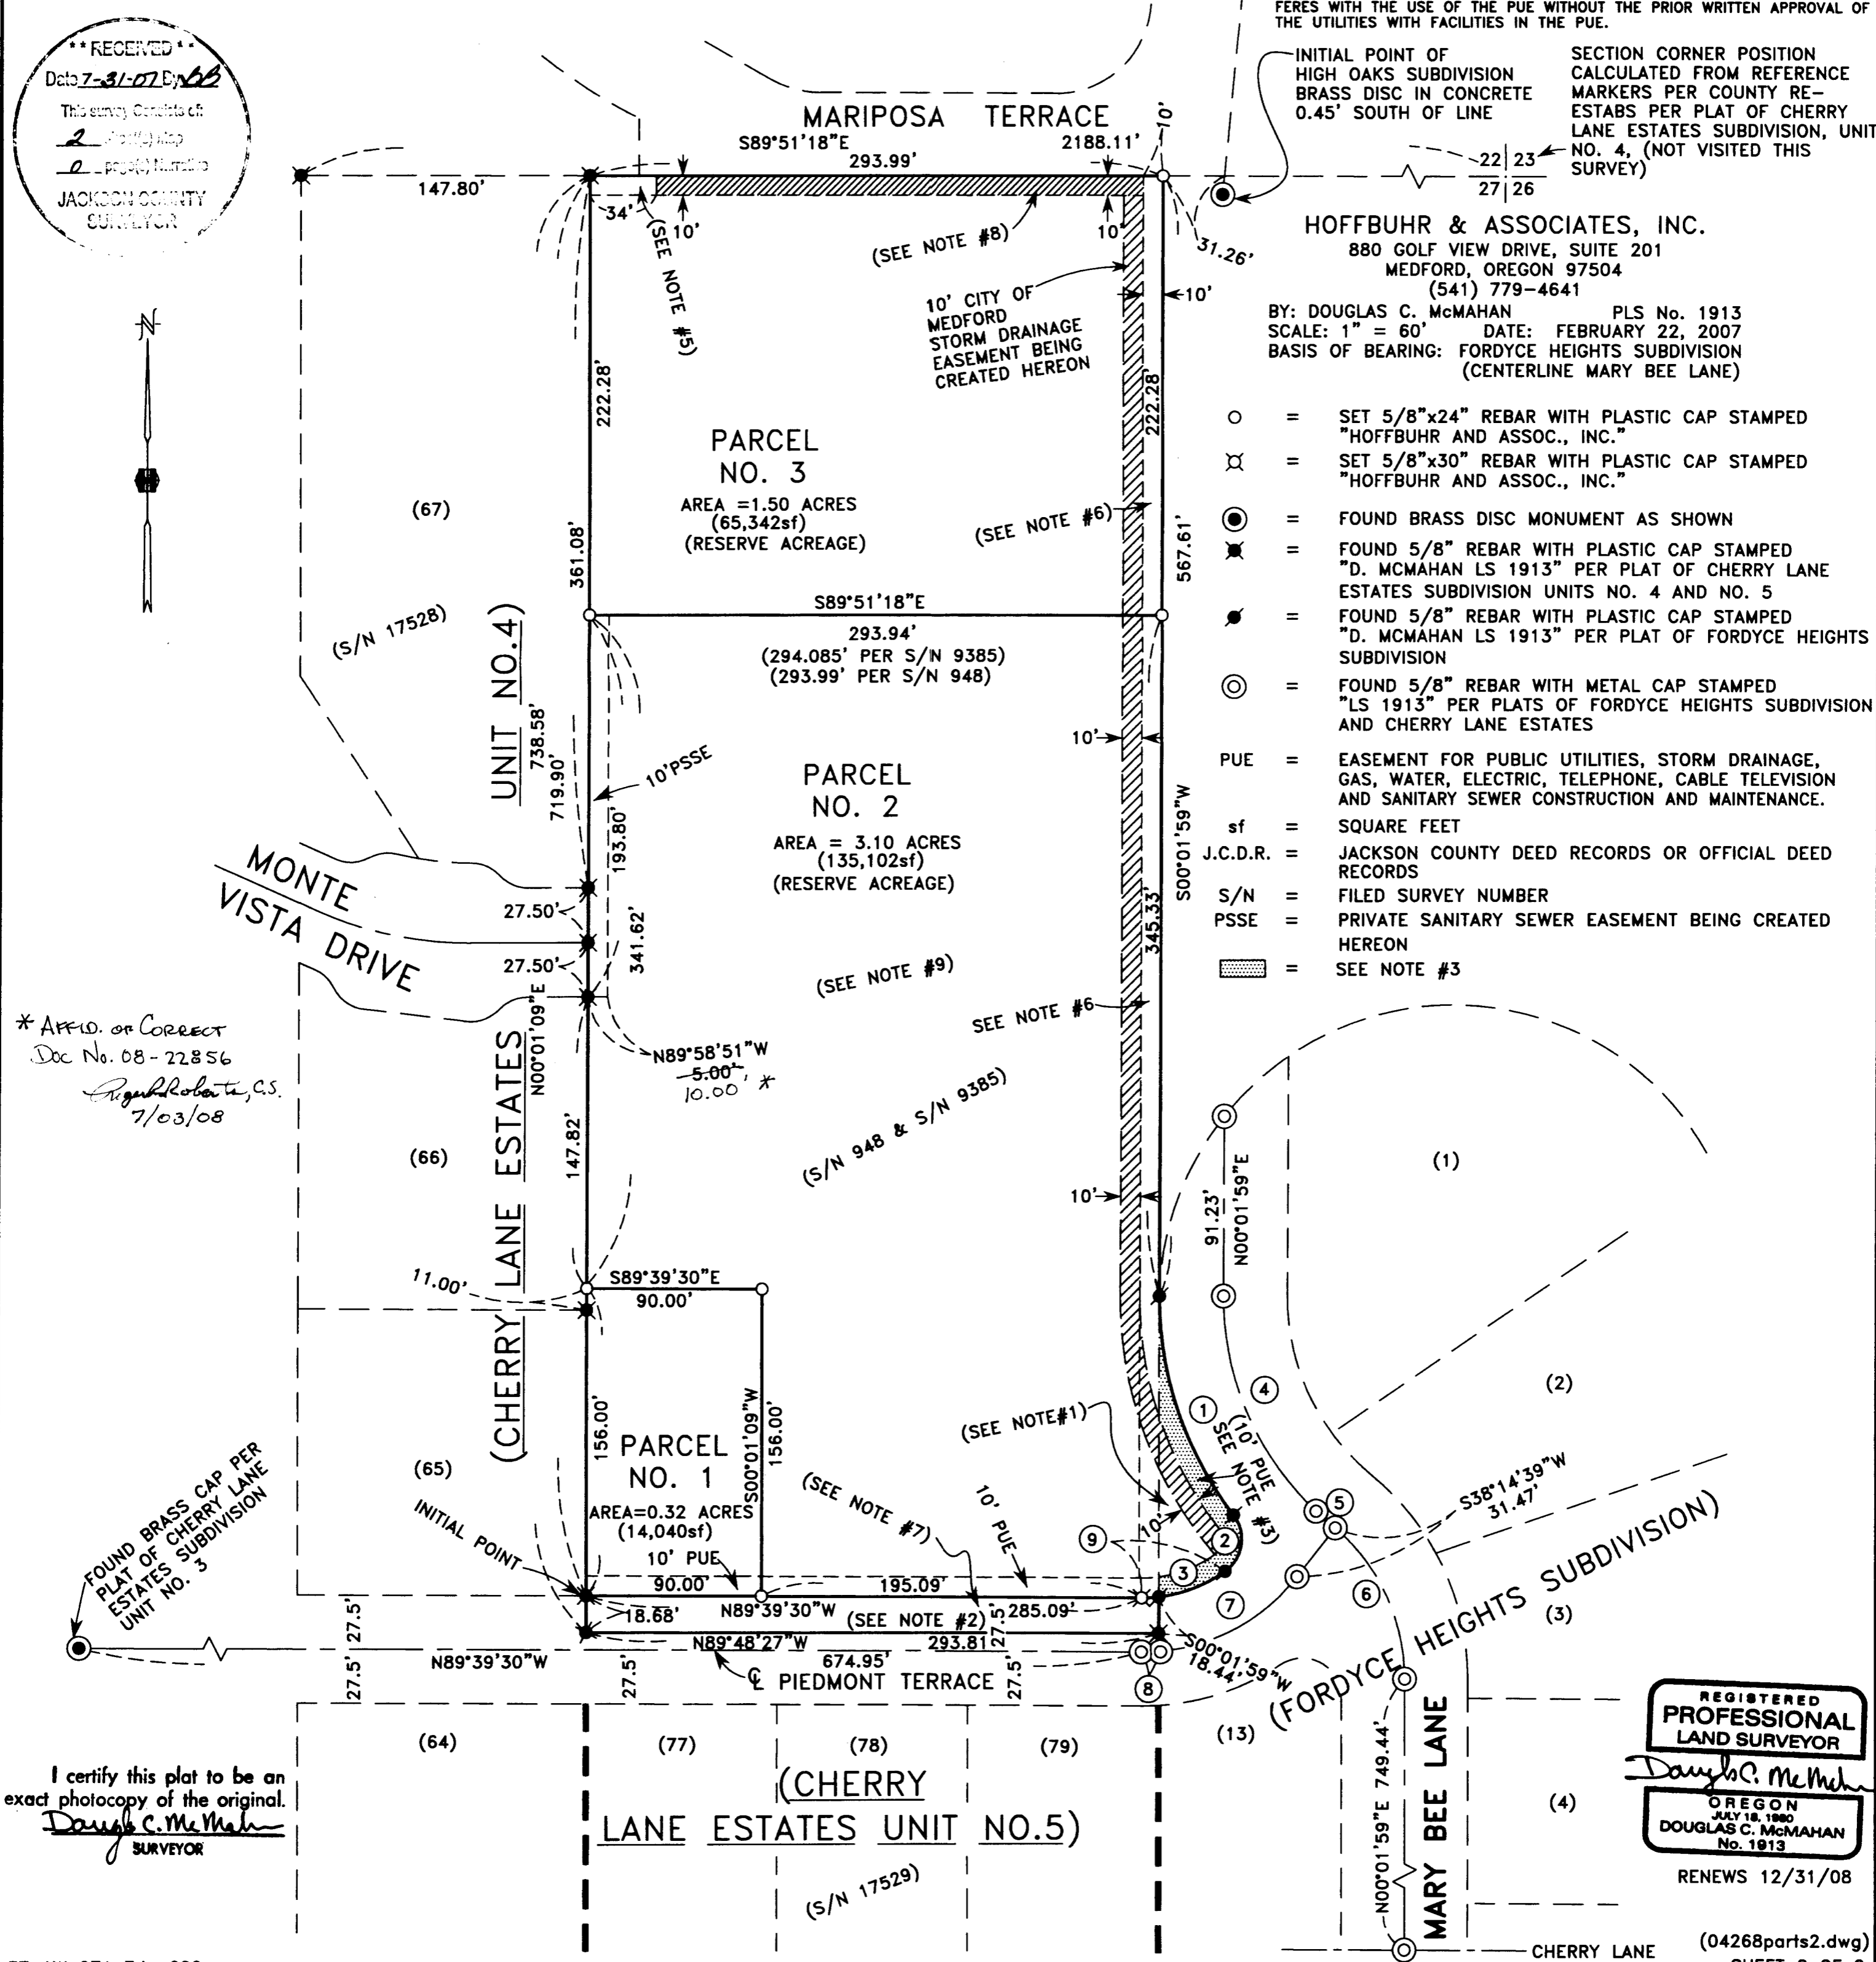 FERES WITH THE USE OF THE PUE WITHOUT THE PRIOR WRITTEN APPROVAL OF
THE UTILITIES WITH FACILITIES IN THE PUE.
** RECEIVED **
Date 7-31-07 By BB
This survey Consists of:
2 sheet(s) Map
0 page(s) Narrative
JACKSON COUNTY
SURVEYOR
INITIAL POINT OF
HIGH OAKS SUBDIVISION
BRASS DISC IN CONCRETE
0.45' SOUTH OF LINE
SECTION CORNER POSITION
CALCULATED FROM REFERENCE
MARKERS PER COUNTY RE-
ESTABS PER PLAT OF CHERRY
LANE ESTATES SUBDIVISION, UNIT
NO. 4, (NOT VISITED THIS
SURVEY)
22 23
27 26
MARIPOSA TERRACE
S89°51'18"E
293.99'
2188.11'
10'
147.80'
34'
10'
(SEE NOTE #5)
(SEE NOTE #8)
10'
31.26'
10'
10' CITY OF
MEDFORD
STORM DRAINAGE
EASEMENT BEING
CREATED HEREON
HOFFBUHR & ASSOCIATES, INC.
880 GOLF VIEW DRIVE, SUITE 201
MEDFORD, OREGON 97504
(541) 779-4641
BY: DOUGLAS C. McMAHAN PLS No. 1913
SCALE: 1" = 60' DATE: FEBRUARY 22, 2007
BASIS OF BEARING: FORDYCE HEIGHTS SUBDIVISION
(CENTERLINE MARY BEE LANE)
= SET 5/8"x24" REBAR WITH PLASTIC CAP STAMPED
"HOFFBUHR AND ASSOC., INC."
= SET 5/8"x30" REBAR WITH PLASTIC CAP STAMPED
"HOFFBUHR AND ASSOC., INC."
= FOUND BRASS DISC MONUMENT AS SHOWN
= FOUND 5/8" REBAR WITH PLASTIC CAP STAMPED
"D. MCMAHAN LS 1913" PER PLAT OF CHERRY LANE
ESTATES SUBDIVISION UNITS NO. 4 AND NO. 5
= FOUND 5/8" REBAR WITH PLASTIC CAP STAMPED
"D. MCMAHAN LS 1913" PER PLAT OF FORDYCE HEIGHTS
SUBDIVISION
= FOUND 5/8" REBAR WITH METAL CAP STAMPED
"LS 1913" PER PLATS OF FORDYCE HEIGHTS SUBDIVISION
AND CHERRY LANE ESTATES
PUE = EASEMENT FOR PUBLIC UTILITIES, STORM DRAINAGE,
GAS, WATER, ELECTRIC, TELEPHONE, CABLE TELEVISION
AND SANITARY SEWER CONSTRUCTION AND MAINTENANCE.
sf = SQUARE FEET
J.C.D.R. = JACKSON COUNTY DEED RECORDS OR OFFICIAL DEED
RECORDS
S/N = FILED SURVEY NUMBER
PSSE = PRIVATE SANITARY SEWER EASEMENT BEING CREATED
HEREON
= SEE NOTE #3
N
222.28'
361.08'
PARCEL
NO. 3
AREA =1.50 ACRES
(65,342sf)
(RESERVE ACREAGE)
(SEE NOTE #6)
222.28'
567.61'
(67)
(S/N 17528)
S89°51'18"E
293.94'
(294.085' PER S/N 9385)
(293.99' PER S/N 948)
UNIT NO.4)
738.58'
719.90'
10'PSSE
193.80'
341.62'
PARCEL
NO. 2
AREA = 3.10 ACRES
(135,102sf)
(RESERVE ACREAGE)
10'
S00°01'59"W
345.33'
MONTE
VISTA DRIVE
27.50'
27.50'
(SEE NOTE #9)
SEE NOTE #6
N89°58'51"W
5.00'
10.00' *
* AFFID. OF CORRECT
Doc No. 08-22856
Roberts, C.S.
7/03/08
(S/N 948 & S/N 9385)
(CHERRY LANE ESTATES
N00°01'09"E
147.82'
(66)
10'
91.23'
N00°01'59"E
(1)
11.00'
S89°39'30"E
90.00'
156.00'
PARCEL
NO. 1
AREA=0.32 ACRES
(14,040sf)
10' PUE
90.00'
S00°01'09"W
156.00'
(65)
INITIAL POINT
FOUND BRASS CAP PER
PLAT OF CHERRY LANE
ESTATES SUBDIVISION
UNIT NO. 3
(SEE NOTE#1)
(SEE NOTE #7)
10' PUE
10'
(10' PUE
SEE NOTE #3)
1
2
3
4
5
6
7
8
9
(2)
S38°14'39"W
31.47'
(FORDYCE HEIGHTS SUBDIVISION)
(3)
195.09'
18.68'
N89°39'30"W
(SEE NOTE #2)
285.09'
27.5'
27.5'
27.5'
27.5'
27.5'
N89°48'27"W
293.81
N89°39'30"W
674.95'
S00°01'59"W
18.44'
℄ PIEDMONT TERRACE
(64)
(77)
(78)
(79)
(13)
(CHERRY
LANE ESTATES UNIT NO.5)
(S/N 17529)
N00°01'59"E 749.44'
MARY BEE LANE
(4)
CHERRY LANE
I certify this plat to be an
exact photocopy of the original.
Douglas C. McMahan
SURVEYOR
REGISTERED
PROFESSIONAL
LAND SURVEYOR
Douglas C. McMahan
OREGON
JULY 18, 1980
DOUGLAS C. McMAHAN
No. 1913
RENEWS 12/31/08
(04268parts2.dwg)